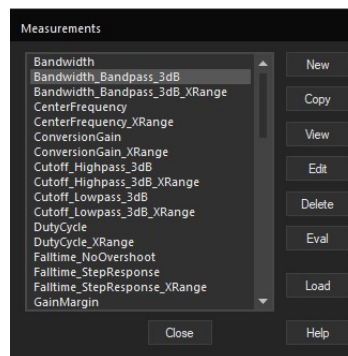 Measurements
Bandwidth
Bandwidth_Bandpass_3dB
Bandwidth_Bandpass_3dB_XRange
CenterFrequency
CenterFrequency_XRange
ConversionGain
ConversionGain_XRange
Cutoff_Highpass_3dB
Cutoff_Highpass_3dB_XRange
Cutoff_Lowpass_3dB
Cutoff_Lowpass_3dB_XRange
DutyCycle
DutyCycle_XRange
Falltime_NoOvershoot
Falltime_StepResponse
Falltime_StepResponse_XRange
GainMargin
New
Copy
View
Edit
Delete
Eval
Load
Close
Help